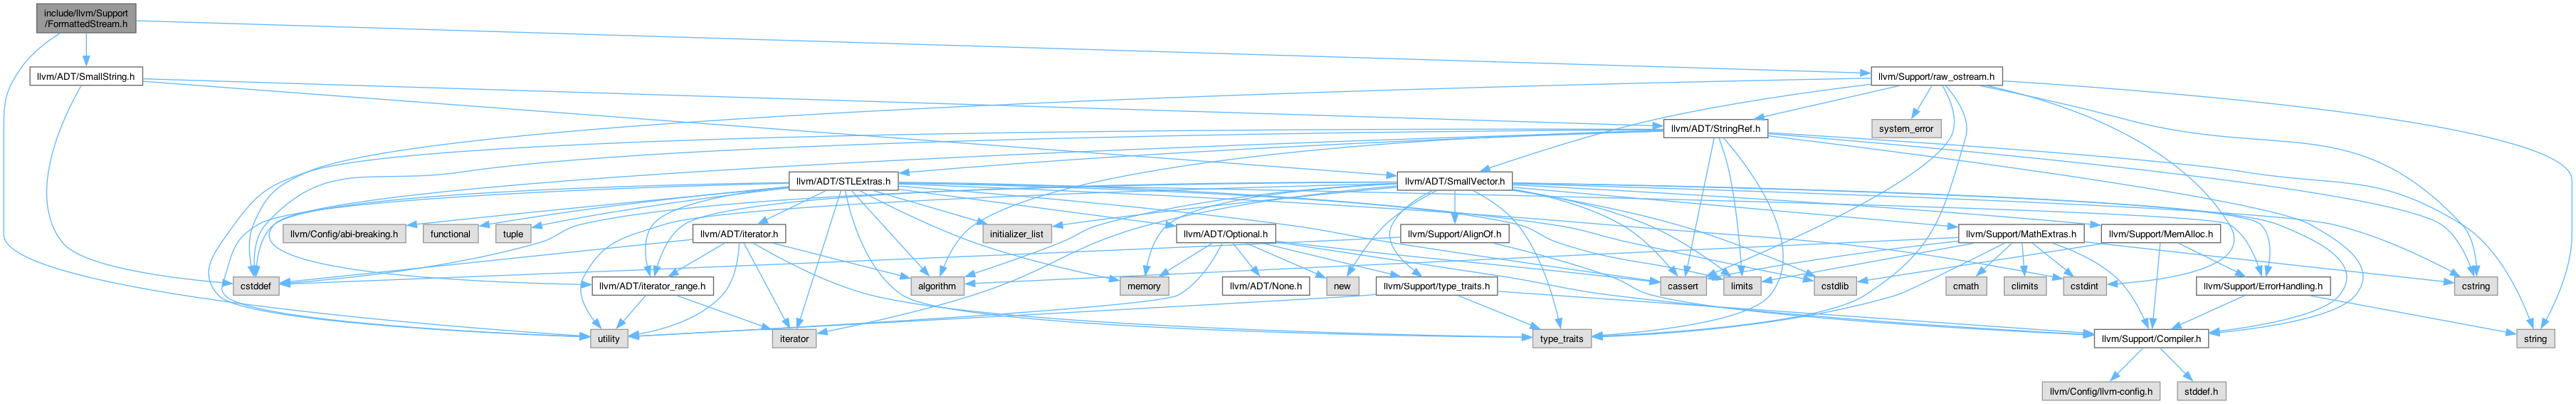 include/llvm/Support
/FormattedStream.h
llvm/ADT/SmallString.h
llvm/Support/raw_ostream.h
system_error
llvm/ADT/StringRef.h
llvm/ADT/STLExtras.h
llvm/ADT/SmallVector.h
llvm/Config/abi-breaking.h
functional
tuple
llvm/ADT/iterator.h
initializer_list
llvm/ADT/Optional.h
llvm/Support/AlignOf.h
llvm/Support/MathExtras.h
llvm/Support/MemAlloc.h
cstddef
llvm/ADT/iterator_range.h
algorithm
memory
llvm/ADT/None.h
new
llvm/Support/type_traits.h
cassert
limits
cstdlib
cmath
climits
cstdint
llvm/Support/ErrorHandling.h
cstring
utility
iterator
type_traits
llvm/Support/Compiler.h
string
llvm/Config/llvm-config.h
stddef.h